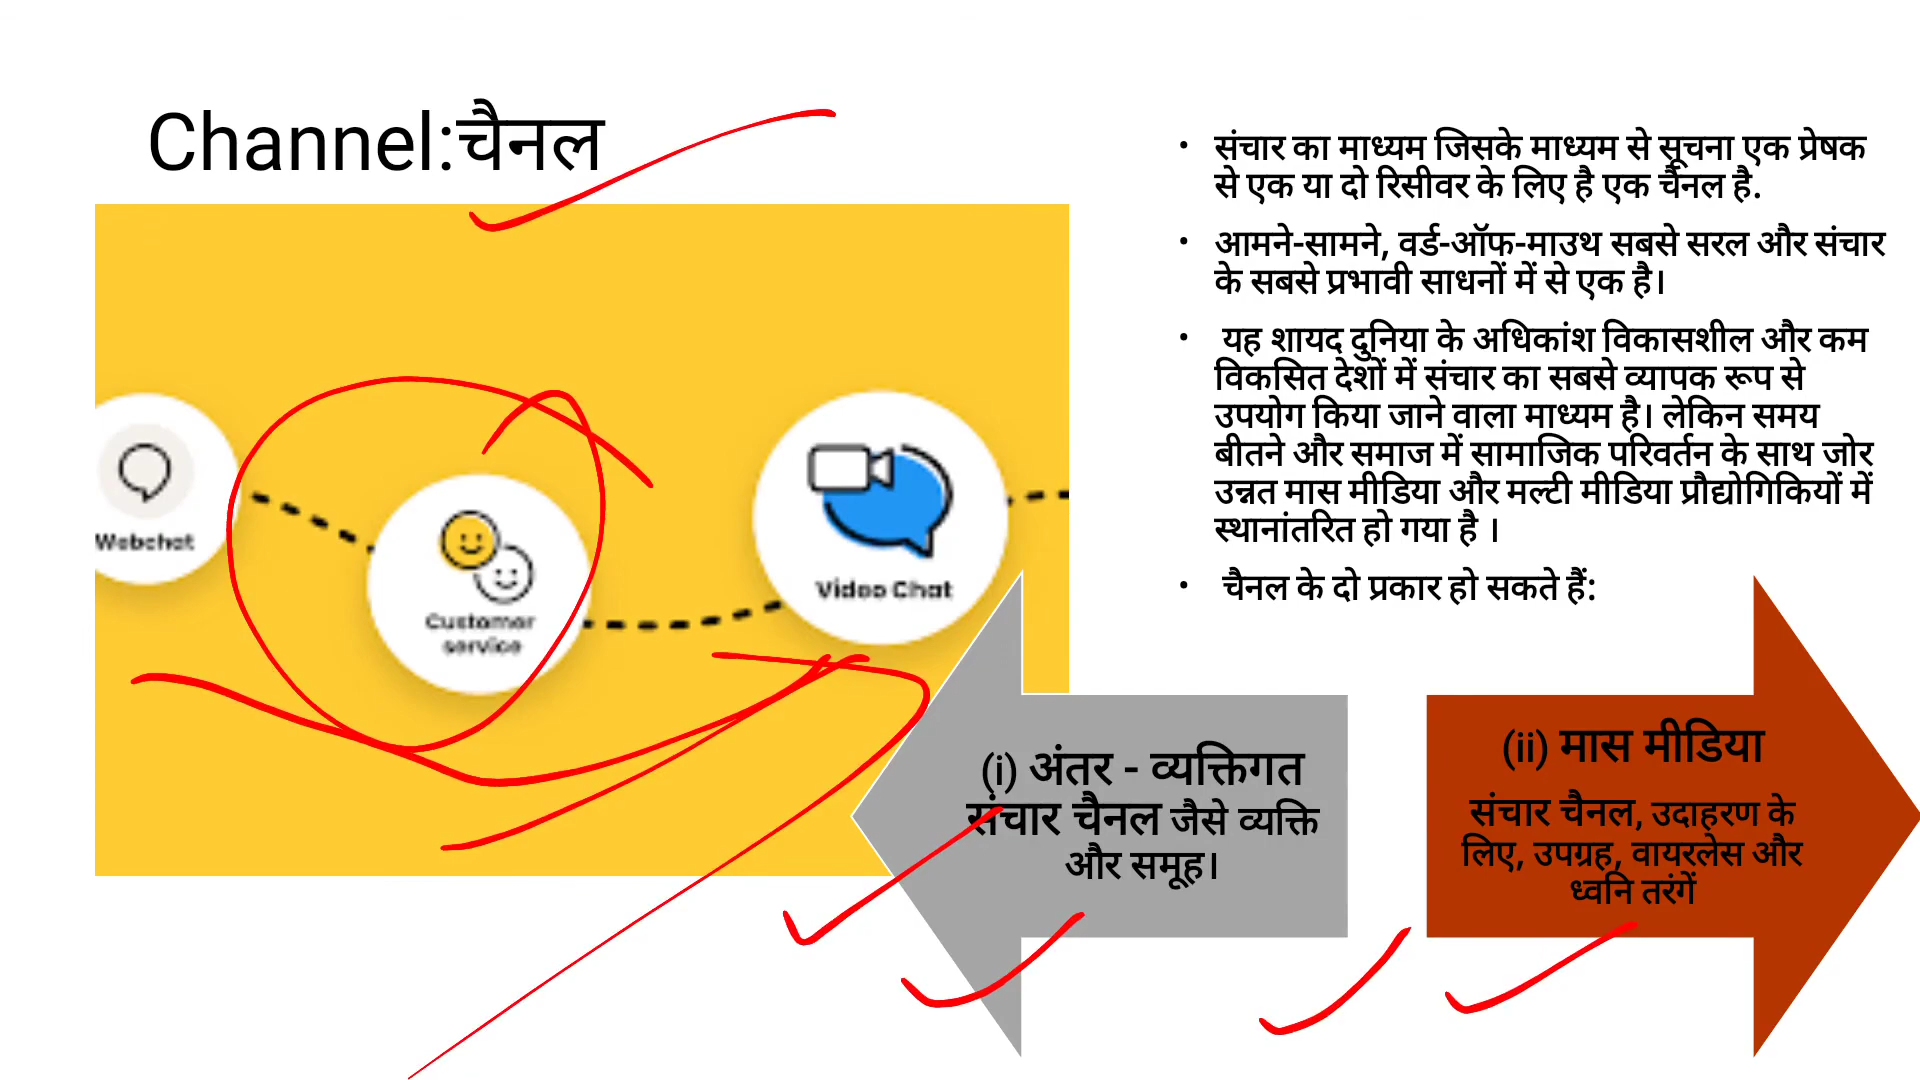 Channel:चैनल
Webchat
Customer
service
Video Chat
• संचार का माध्यम जिसके माध्यम से सूचना एक प्रेषक
से एक या दो रिसीवर के लिए है एक चैनल है.
• आमने-सामने, वर्ड-ऑफ-माउथ सबसे सरल और संचार
के सबसे प्रभावी साधनों में से एक है।
• यह शायद दुनिया के अधिकांश विकासशील और कम
विकसित देशों में संचार का सबसे व्यापक रूप से
उपयोग किया जाने वाला माध्यम है। लेकिन समय
बीतने और समाज में सामाजिक परिवर्तन के साथ जोर
उन्नत मास मीडिया और मल्टी मीडिया प्रौद्योगिकियों में
स्थानांतरित हो गया है ।
• चैनल के दो प्रकार हो सकते हैं:
(i) अंतर - व्यक्तिगत
संचार चैनल जैसे व्यक्ति
और समूह।
(ii) मास मीडिया
संचार चैनल, उदाहरण के
लिए, उपग्रह, वायरलेस और
ध्वनि तरंगें